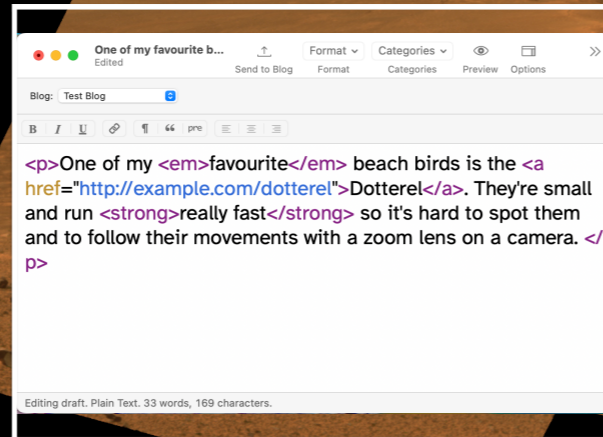 One of my favourite b...
Edited
Send to Blog
Format
Format
Categories
Categories
Preview
Options
Blog: Test Blog
B I U ¶ “ pre
<p>One of my <em>favourite</em> beach birds is the <a
href="http://example.com/dotterel">Dotterel</a>. They're small
and run <strong>really fast</strong> so it's hard to spot them
and to follow their movements with a zoom lens on a camera. </
p>
Editing draft. Plain Text. 33 words, 169 characters.